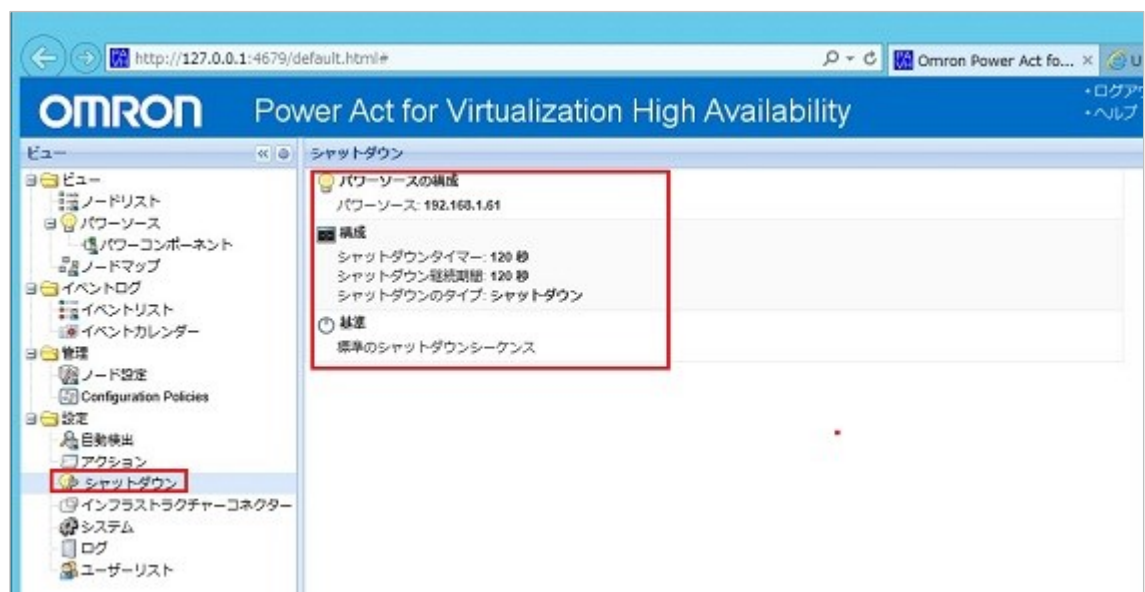 http://127.0.0.1:4679/default.html#
Omron Power Act fo...
U
OMRON
Power Act for Virtualization High Availability
・ログア
・ヘルプ
ビュー
シャットダウン
ビュー
ノードリスト
パワーソース
パワーコンポーネント
ノードマップ
イベントログ
イベントリスト
イベントカレンダー
管理
ノード設定
Configuration Policies
設定
自動検出
アクション
シャットダウン
インフラストラクチャーコネクター
システム
ログ
ユーザーリスト
パワーソースの構成
パワーソース: 192.168.1.61
構成
シャットダウンタイマー: 120 秒
シャットダウン継続期間: 120 秒
シャットダウンのタイプ: シャットダウン
基準
標準のシャットダウンシーケンス